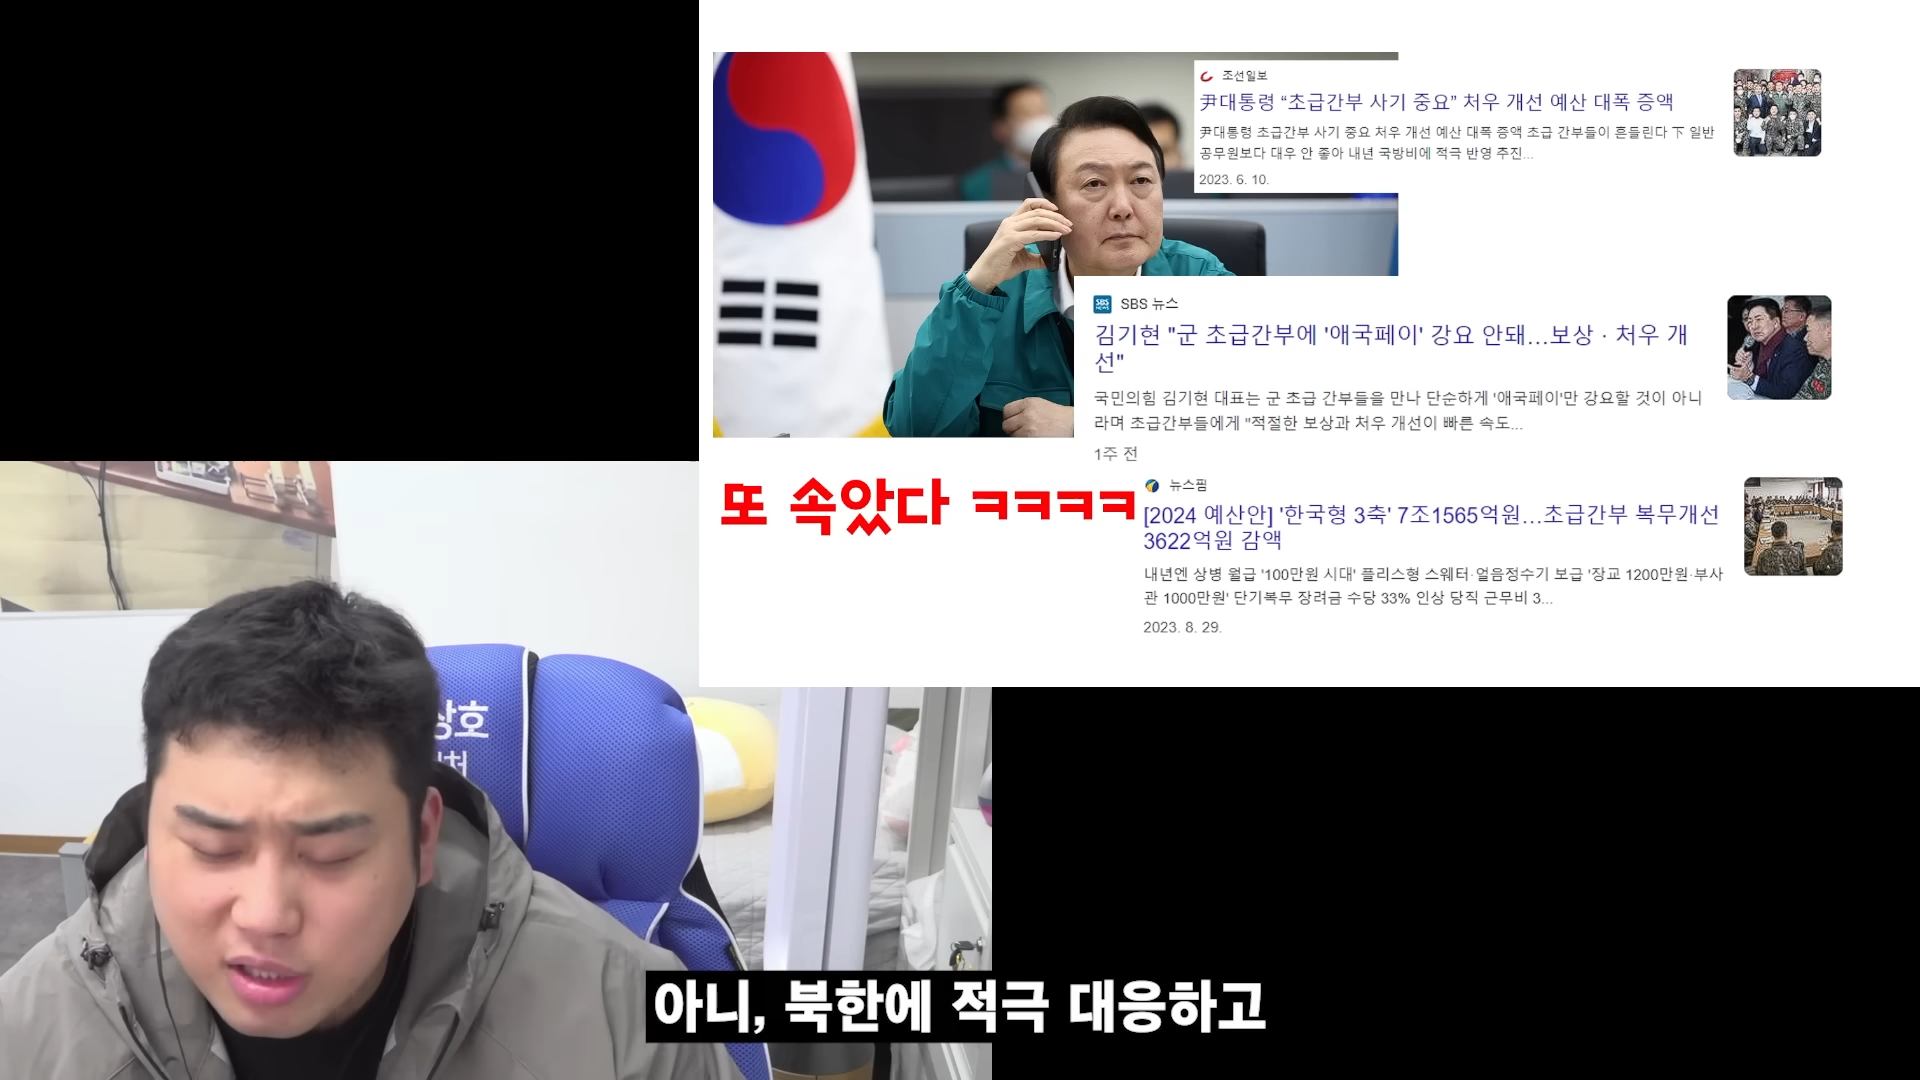 조선일보
尹대통령 “초급간부 사기 중요” 처우 개선 예산 대폭 증액
尹대통령 초급간부 사기 중요 처우 개선 예산 대폭 증액 초급 간부들이 흔들린다 下 일반
공무원보다 대우 안 좋아 내년 국방비에 적극 반영 추진...
2023. 6. 10.
SBS 뉴스
김기현 "군 초급간부에 '애국페이' 강요 안돼...보상 · 처우 개
선"
국민의힘 김기현 대표는 군 초급 간부들을 만나 단순하게 '애국페이'만 강요할 것이 아니
라며 초급간부들에게 "적절한 보상과 처우 개선이 빠른 속도...
1주 전
또 속았다 ㅋㅋㅋㅋ
뉴스핌
[2024 예산안] '한국형 3축' 7조1565억원...초급간부 복무개선
3622억원 감액
내년엔 상병 월급 '100만원 시대' 플리스형 스웨터·얼음정수기 보급 '장교 1200만원·부사
관 1000만원' 단기복무 장려금 수당 33% 인상 당직 근무비 3...
2023. 8. 29.
상호
아니, 북한에 적극 대응하고